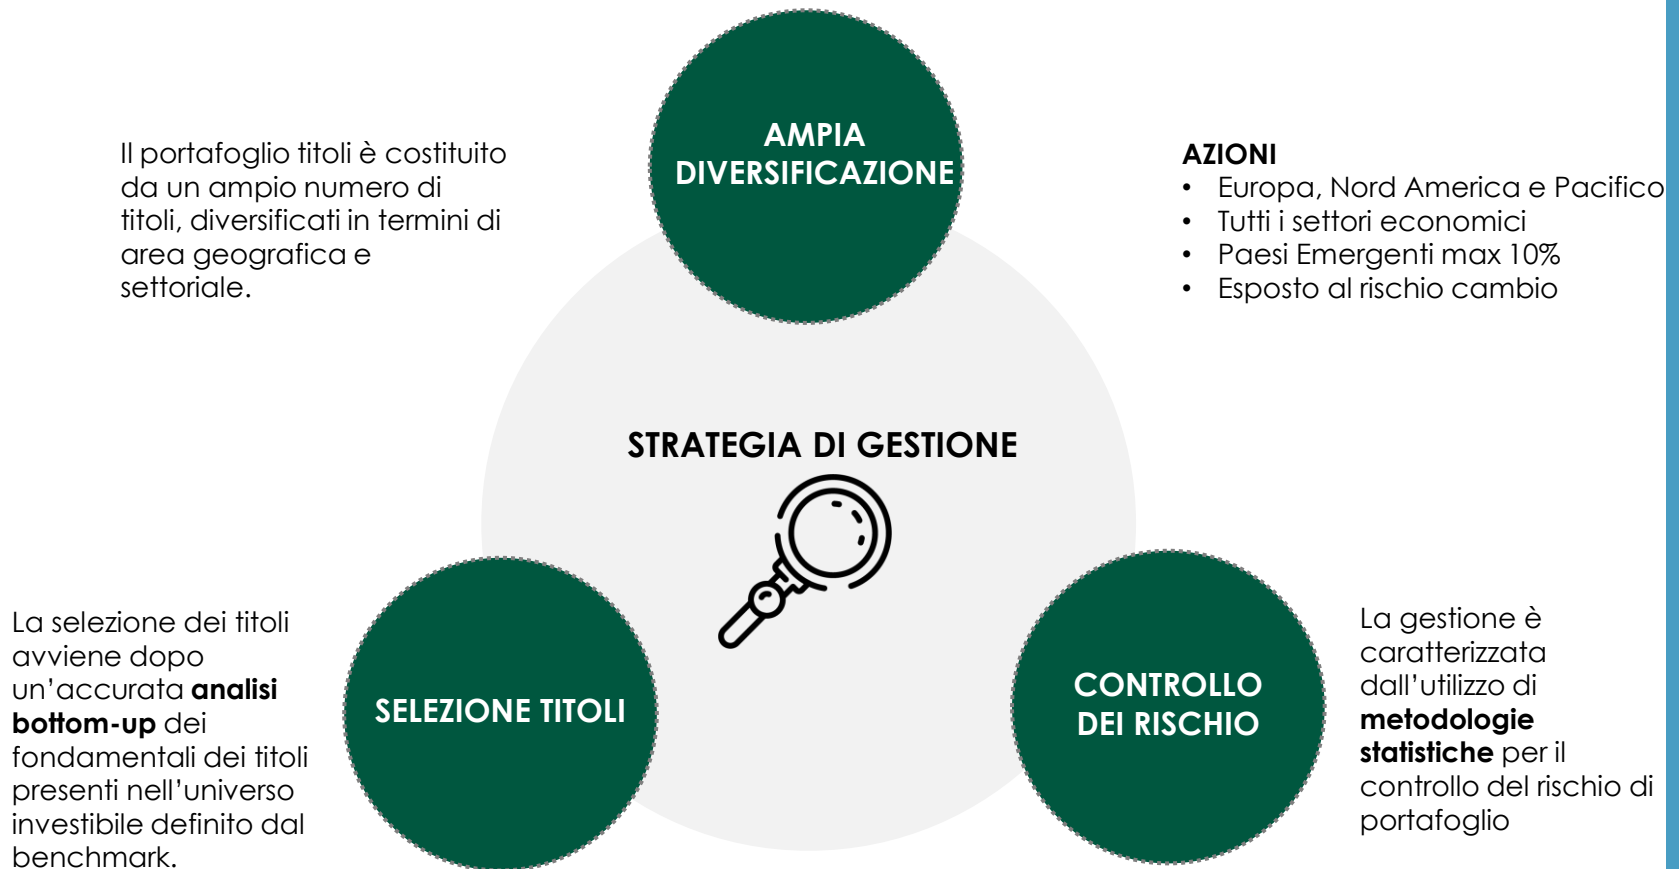 AMPIA
DIVERSIFICAZIONE
Il portafoglio titoli è costituito
da un ampio numero di
titoli, diversificati in termini di
area geografica e
settoriale.
AZIONI
• Europa, Nord America e Pacifico
• Tutti i settori economici
• Paesi Emergenti max 10%
• Esposto al rischio cambio
STRATEGIA DI GESTIONE
La selezione dei titoli
avviene dopo
un’accurata analisi
bottom-up dei
fondamentali dei titoli
presenti nell’universo
investibile definito dal
benchmark.
SELEZIONE TITOLI
CONTROLLO
DEI RISCHIO
La gestione è
caratterizzata
dall’utilizzo di
metodologie
statistiche per il
controllo del rischio di
portafoglio